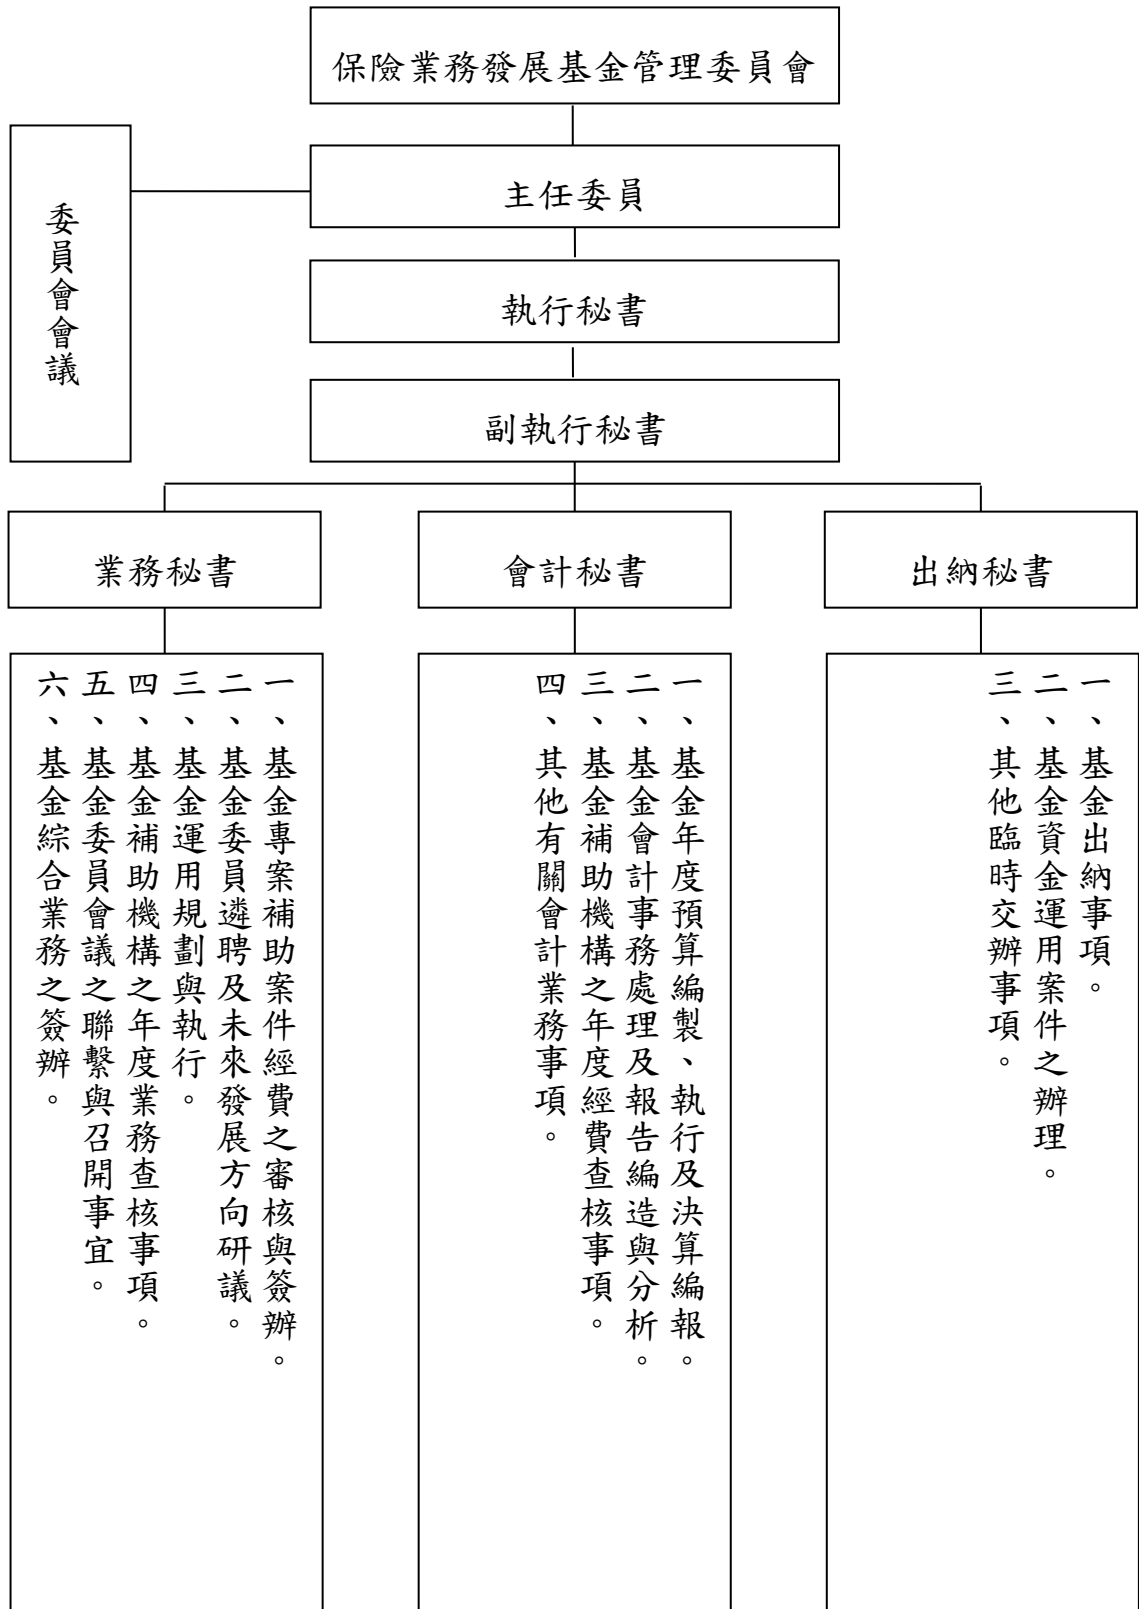 保險業務發展基金管理委員會
主任委員
委員會會議
執行秘書
副執行秘書
業務秘書
會計秘書
出納秘書
一、基金專案補助案件經費之審核與簽辦。
二、基金委員遴聘及未來發展方向研議。
三、基金運用規劃與執行。
四、基金補助機構之年度業務查核事項。
五、基金委員會議之聯繫與召開事宜。
六、基金綜合業務之簽辦。
一、基金年度預算編製、執行及決算編報。
二、基金會計事務處理及報告編造與分析。
三、基金補助機構之年度經費查核事項。
四、其他有關會計業務事項。
一、基金出納事項。
二、基金資金運用案件之辦理。
三、其他臨時交辦事項。